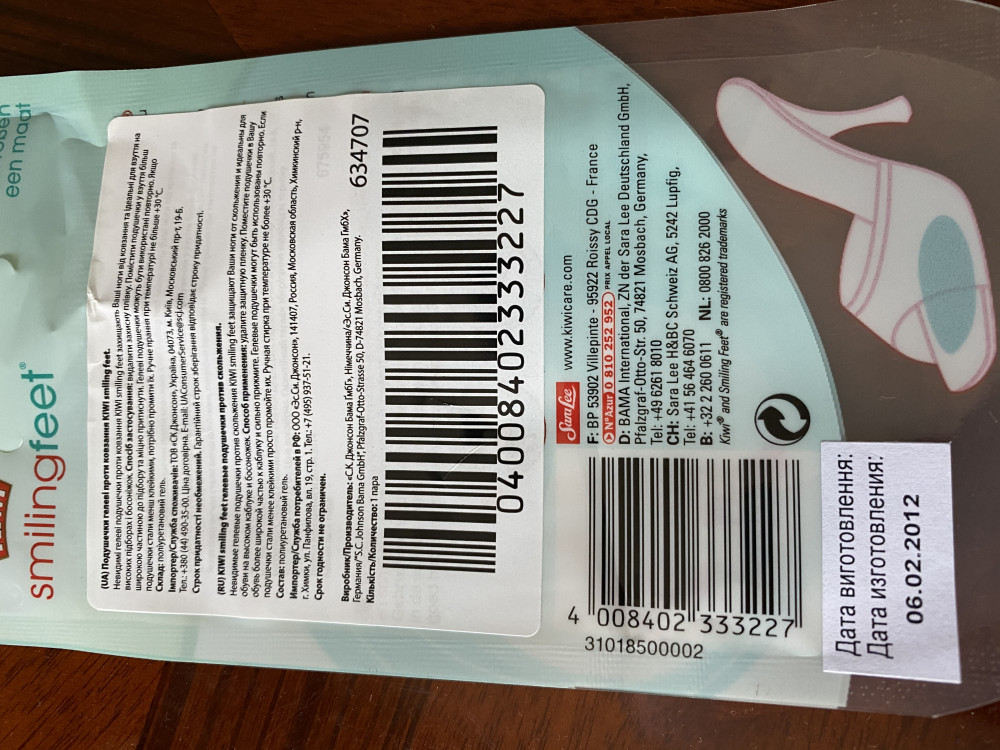 een maat
smilingfeet®
(UA) Подушечки гелеві проти ковзання KIWI smiling feet.
Невидимі гелеві подушечки проти ковзання KIWI smiling feet захищають Ваші ноги від ковзання та ідеальні для взуття на
високих підборах і босоніжок. Спосіб застосування: видалити захисну плівку. Помістити подушечки у взуття більш
широкою частиною до підбору та міцно притиснути. Гелеві подушечки можуть бути використані повторно. Якщо
подушечки стали менш клейкими, потрібно промити їх. Ручне прання при температурі не більше +30 °C.
Склад: поліуретановий гель.
Імпортер/Служба споживачів: ТОВ «СК Джонсон», Україна, 04073, м. Київ, Московський пр-т, 19-Б.
Тел.: +380 (44) 490-35-00. Ціна договірна. E-mail: UAConsumerService@scj.com
Строк придатності необмежений. Гарантійний строк зберігання відповідає строку придатності.
(RU) KIWI smiling feet гелевые подушечки против скольжения.
Невидимые гелевые подушечки против скольжения KIWI smiling feet защищают Ваши ноги от скольжения и идеальны для
обуви на высоком каблуке и босоножек. Способ применения: удалите защитную пленку. Поместите подушечки в Вашу
обувь более широкой частью к каблуку и сильно прижмите. Гелевые подушечки могут быть использованы повторно. Если
подушечки стали менее клейкими просто промойте их. Ручная стирка при температуре не более +30 °C.
Состав: полиуретановый гель.
Импортер/Служба потребителей в РФ: ООО «Эс.Си. Джонсон», 141407, Россия, Московская область, Химкинский р-н,
г. Химки, ул. Панфилова, вл. 19, стр. 1. Тел.: +7 (495) 937-51-21.
Срок годности не ограничен.
Виробник/Производитель: «С.К. Джонсон Бама ГмбХ», Німеччина/«Эс.Си. Джонсон Бама ГмбХ»,
Германия/"S.C. Johnson Bama GmbH", Pfalzgraf-Otto-Strasse 50, D-74821 Mosbach, Germany.
Кількість/Количество: 1 пара
634707
04008402333227
Sara Lee
www.kiwicare.com
F: BP 53902 Villepinte - 95922 Roissy CDG - France
N°Azur 0 810 252 952 PRIX APPEL LOCAL
D: BAMA International, ZN der Sara Lee Deutschland GmbH,
Pfalzgraf-Otto-Str. 50, 74821 Mosbach, Germany,
Tel: +49 6261 8010
CH: Sara Lee H&BC Schweiz AG, 5242 Lupfig,
Tel: +41 56 464 6070
B: +32 2 260 0611 NL: 0800 826 2000
Kiwi® and Smiling Feet® are registered trademarks
4 008402 333227
31018500002
Дата виготовлення:
Дата изготовления:
06.02.2012